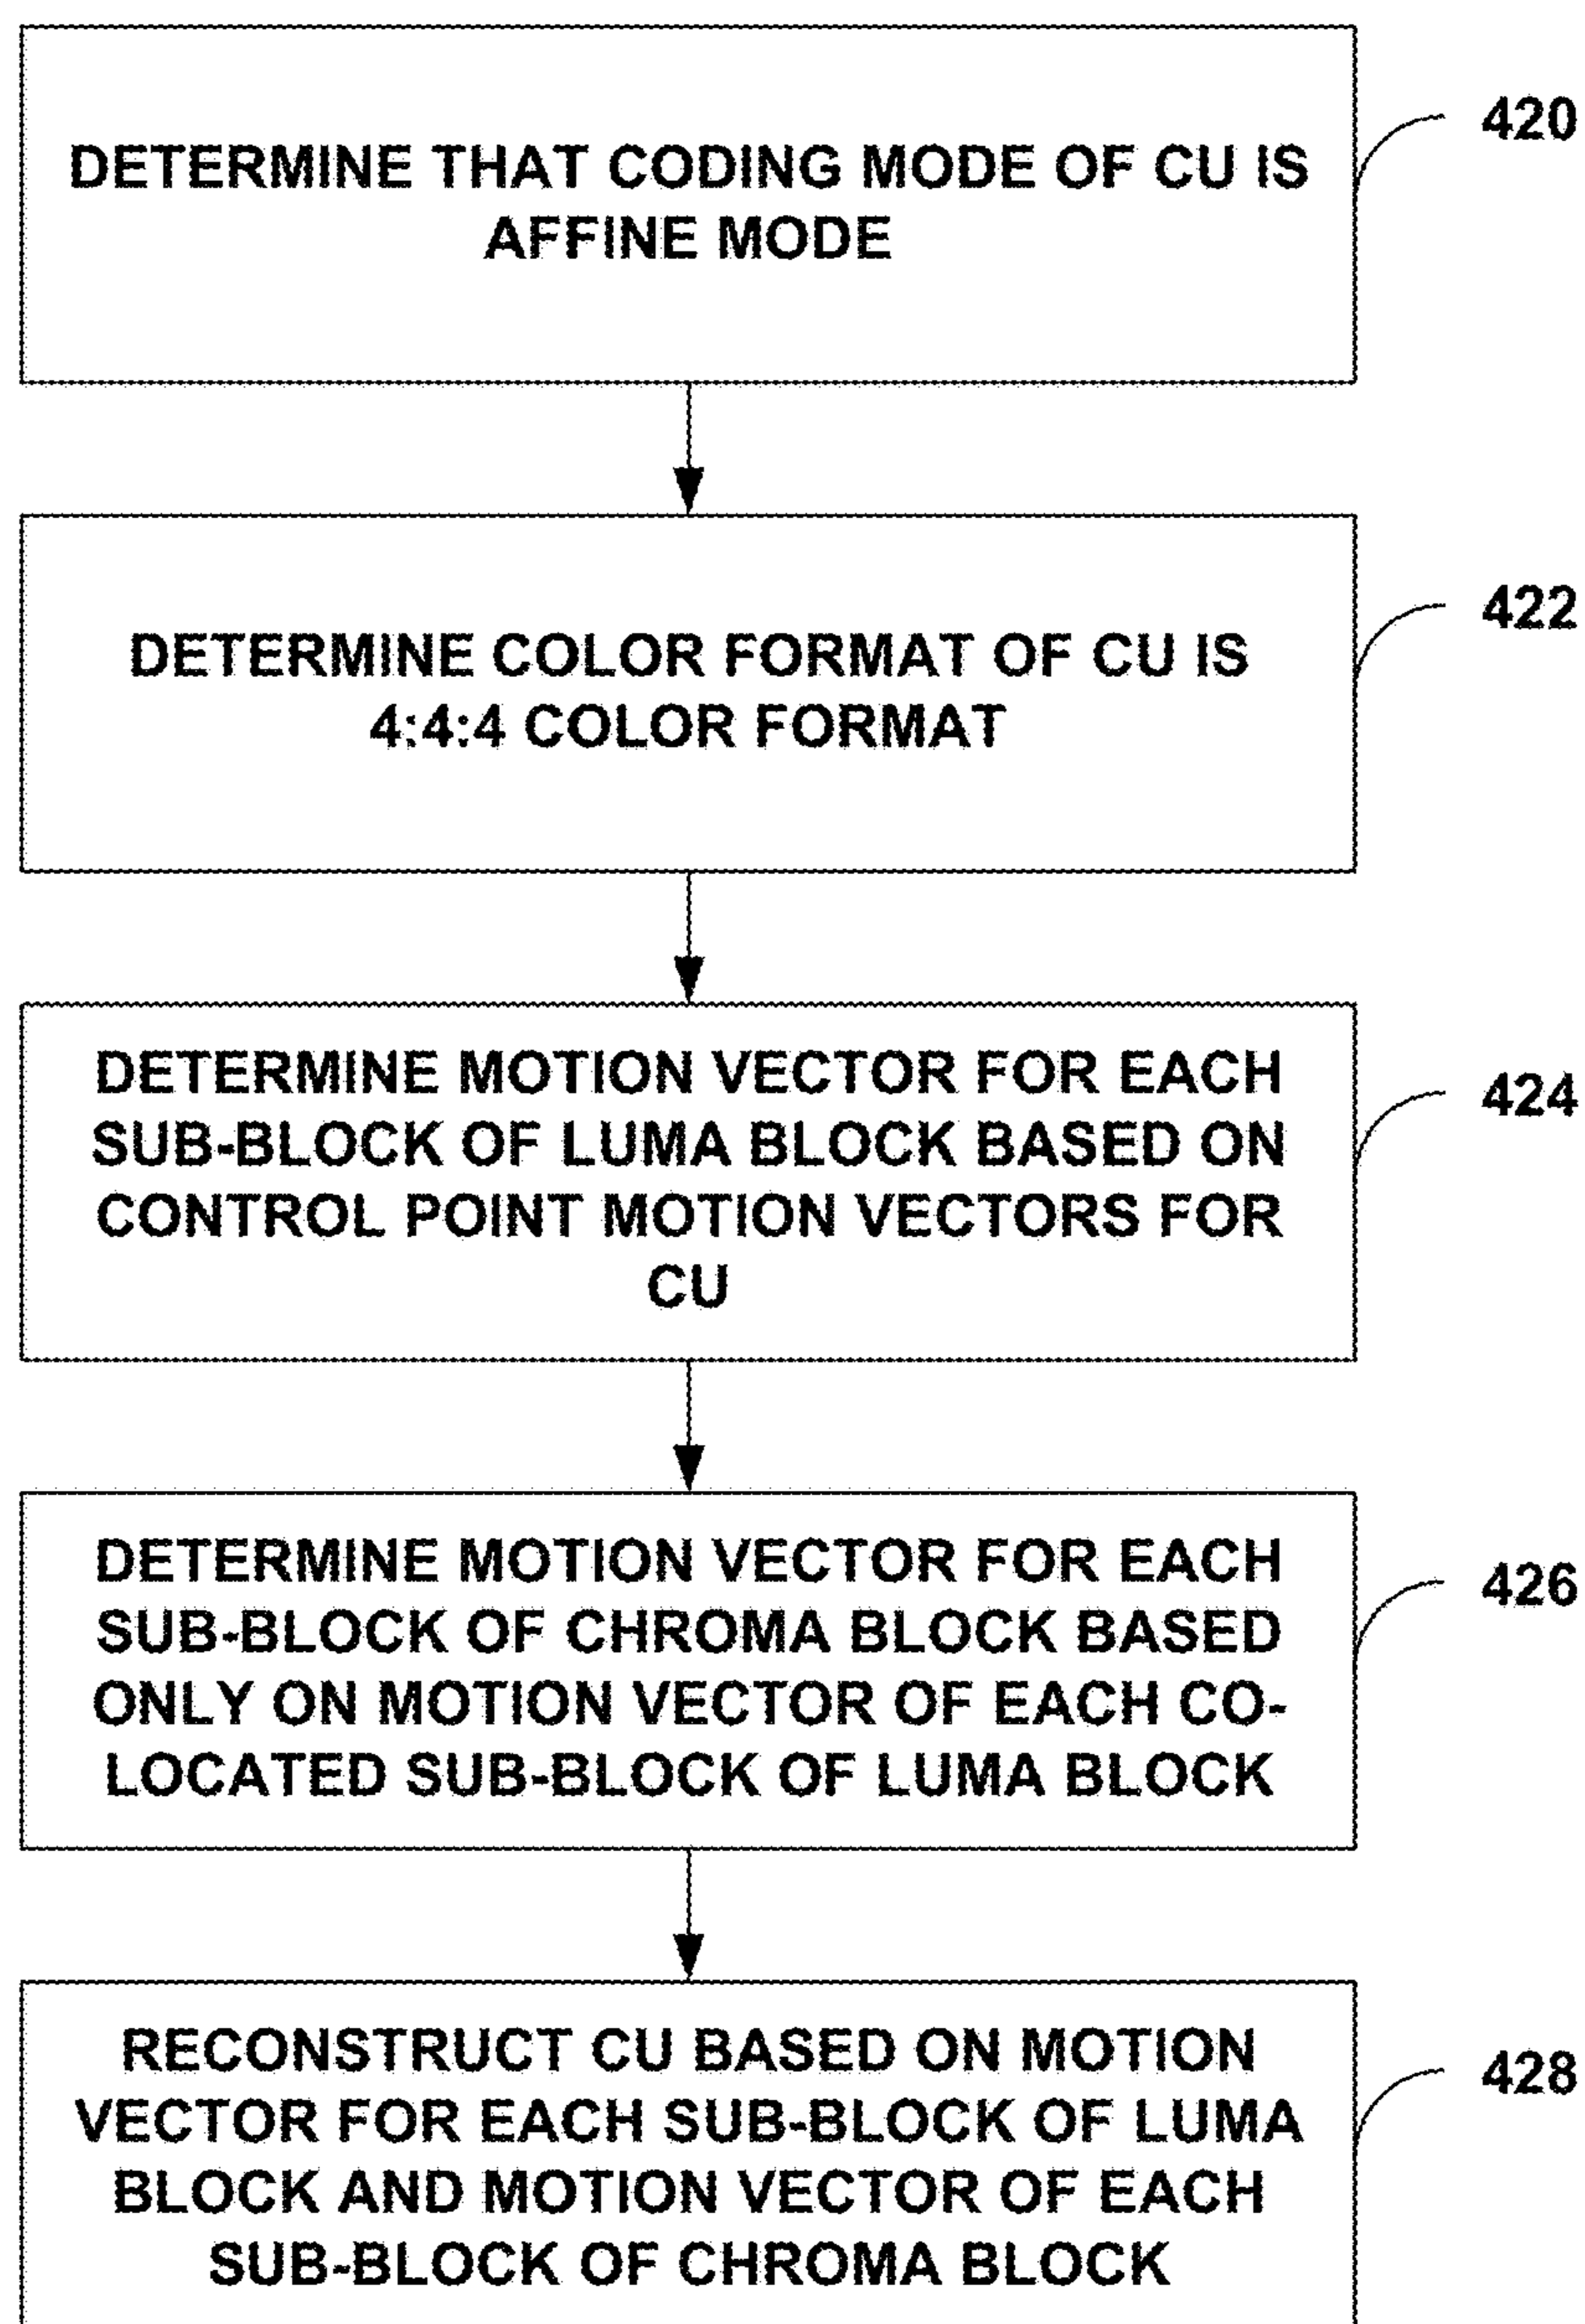 DETERMINE THAT CODING MODE OF CU IS
AFFINE MODE
420
DETERMINE COLOR FORMAT OF CU IS
4:4:4 COLOR FORMAT
422
DETERMINE MOTION VECTOR FOR EACH
SUB-BLOCK OF LUMA BLOCK BASED ON
CONTROL POINT MOTION VECTORS FOR
CU
424
DETERMINE MOTION VECTOR FOR EACH
SUB-BLOCK OF CHROMA BLOCK BASED
ONLY ON MOTION VECTOR OF EACH CO-
LOCATED SUB-BLOCK OF LUMA BLOCK
426
RECONSTRUCT CU BASED ON MOTION
VECTOR FOR EACH SUB-BLOCK OF LUMA
BLOCK AND MOTION VECTOR OF EACH
SUB-BLOCK OF CHROMA BLOCK
428